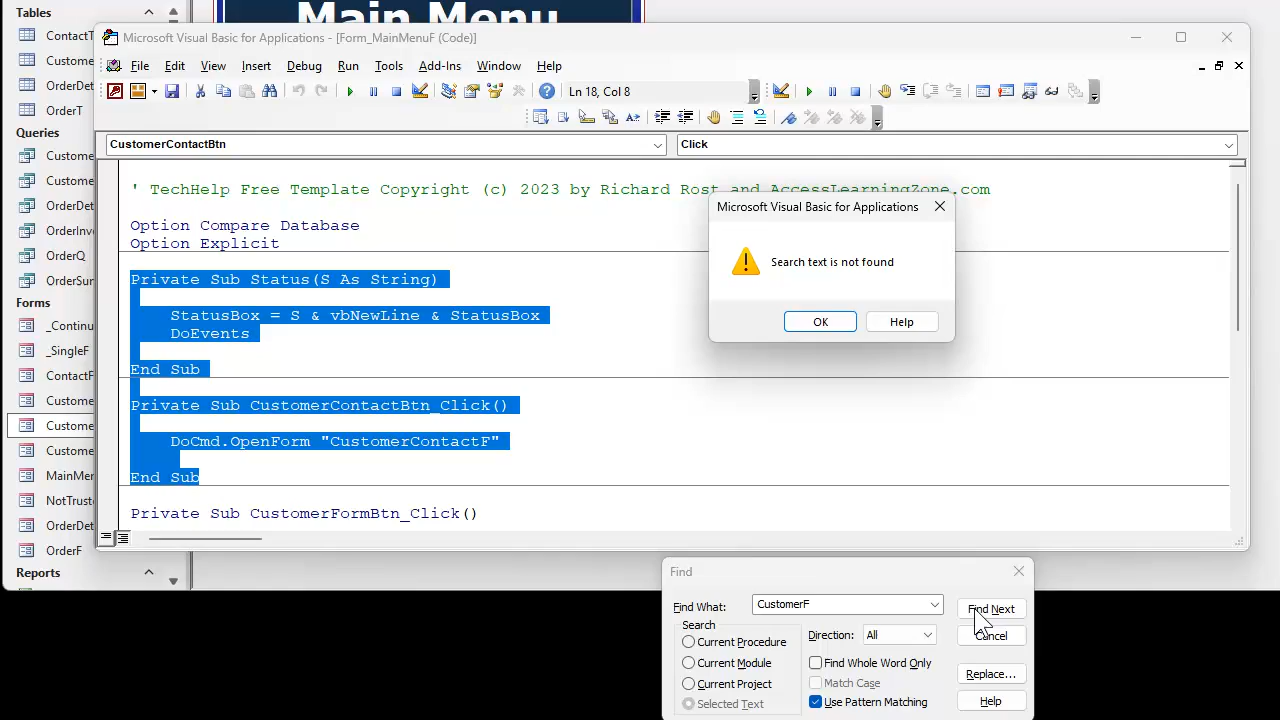 Tables
ContactT
Custome
OrderDet
OrderT
Queries
Custome
Custome
OrderDet
OrderInv
OrderQ
OrderSur
Forms
_Continu
_SingleF
ContactF
Custome
Custome
Custome
MainMen
NotTrust
OrderDet
OrderF
Reports
Main Menu
Microsoft Visual Basic for Applications - [Form_MainMenuF (Code)]
File Edit View Insert Debug Run Tools Add-Ins Window Help
Ln 18, Col 8
CustomerContactBtn
Click
' TechHelp Free Template Copyright (c) 2023 by Richard Rost and AccessLearningZone.com
Option Compare Database
Option Explicit
Private Sub Status(S As String)
StatusBox = S & vbNewLine & StatusBox
DoEvents
End Sub
Private Sub CustomerContactBtn_Click()
DoCmd.OpenForm "CustomerContactF"
End Sub
Private Sub CustomerFormBtn_Click()
Microsoft Visual Basic for Applications
Search text is not found
OK
Help
Find
Find What: CustomerF
Find Next
Search
Current Procedure
Current Module
Current Project
Selected Text
Direction: All
Find Whole Word Only
Match Case
Use Pattern Matching
Cancel
Replace...
Help